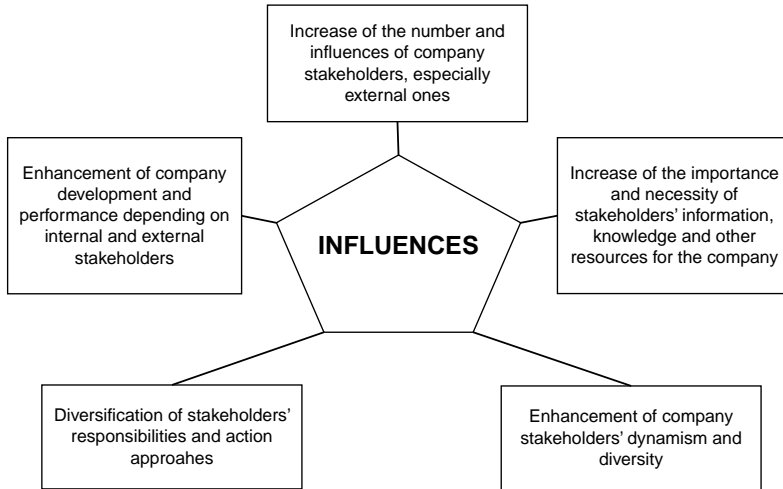 Increase of the number and
influences of company
stakeholders, especially
external ones
Enhancement of company
development and
performance depending on
internal and external
stakeholders
Increase of the importance
and necessity of
stakeholders' information,
knowledge and other
resources for the company
INFLUENCES
Diversification of stakeholders'
responsibilities and action
approahes
Enhancement of company
stakeholders' dynamism and
diversity